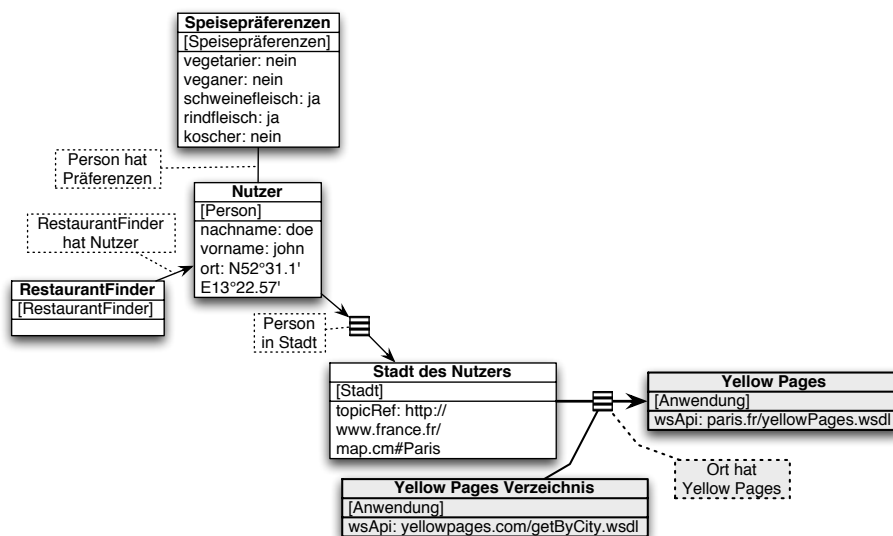 Speisepräferenzen
[Speisepräferenzen]
vegetarier: nein
veganer: nein
schweinefleisch: ja
rindfleisch: ja
koscher: nein
Person hat
Präferenzen
Nutzer
[Person]
nachname: doe
vorname: john
ort: N52°31.1'
E13°22.57'
RestaurantFinder
hat Nutzer
RestaurantFinder
[RestaurantFinder]
Person
in Stadt
Stadt des Nutzers
[Stadt]
topicRef: http://
www.france.fr/
map.cm#Paris
Yellow Pages
[Anwendung]
wsApi: paris.fr/yellowPages.wsdl
Ort hat
Yellow Pages
Yellow Pages Verzeichnis
[Anwendung]
wsApi: yellowpages.com/getByCity.wsdl